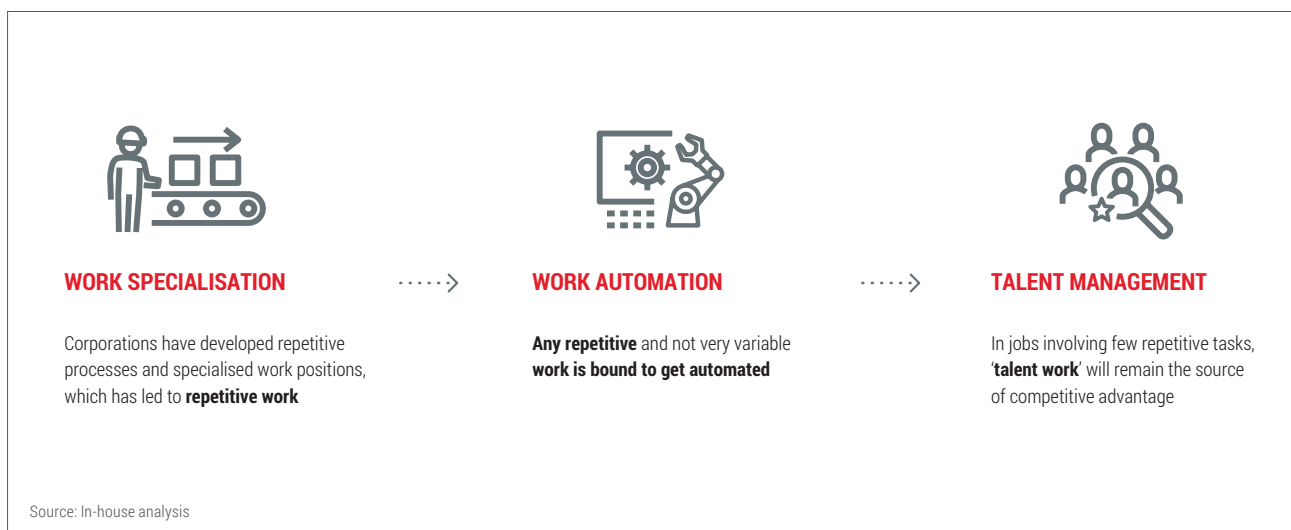 WORK SPECIALISATION
Corporations have developed repetitive
processes and specialised work positions,
which has led to repetitive work
WORK AUTOMATION
Any repetitive and not very variable
work is bound to get automated
TALENT MANAGEMENT
In jobs involving few repetitive tasks,
‘talent work’ will remain the source
of competitive advantage
Source: In-house analysis